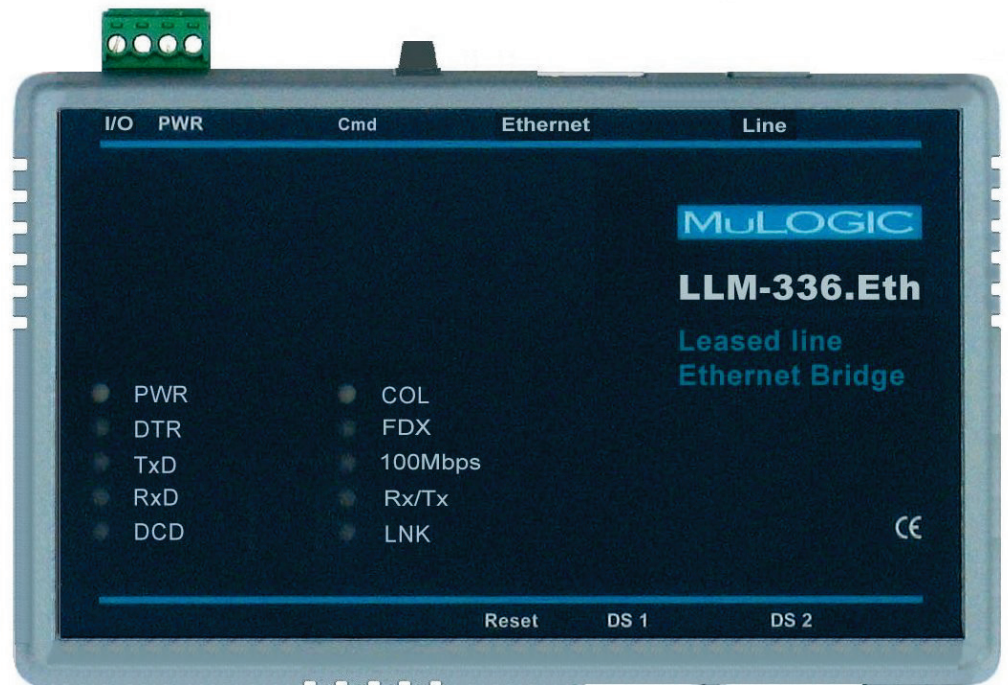 I/O PWR Cmd Ethernet Line
MuLOGIC
LLM-336.Eth
Leased line
Ethernet Bridge
PWR COL
DTR FDX
TxD 100Mbps
RxD Rx/Tx
DCD LNK
CE
Reset DS 1 DS 2